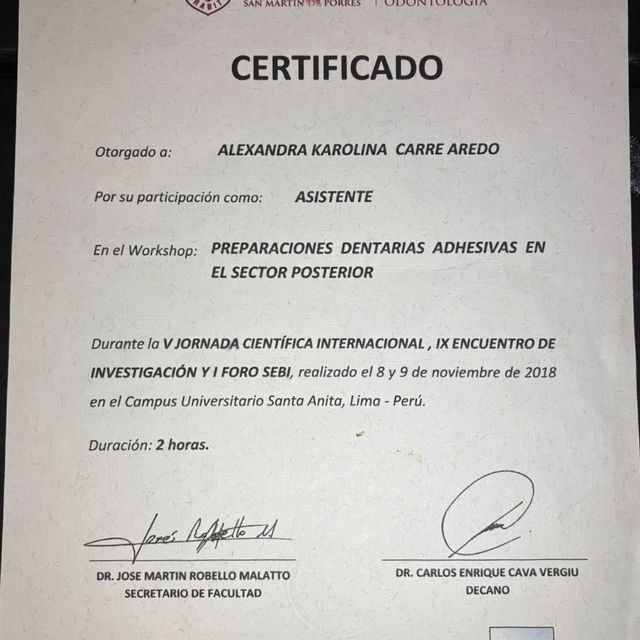 SAN MARTIN DE PORRES | ODONTOLOGÍA
CERTIFICADO
Otorgado a: ALEXANDRA KAROLINA CARRE AREDO
Por su participación como: ASISTENTE
En el Workshop: PREPARACIONES DENTARIAS ADHESIVAS EN
EL SECTOR POSTERIOR
Durante la V JORNADA CIENTÍFICA INTERNACIONAL , IX ENCUENTRO DE
INVESTIGACIÓN Y I FORO SEBI, realizado el 8 y 9 de noviembre de 2018
en el Campus Universitario Santa Anita, Lima - Perú.
Duración: 2 horas.
DR. JOSE MARTIN ROBELLO MALATTO
SECRETARIO DE FACULTAD
DR. CARLOS ENRIQUE CAVA VERGIU
DECANO